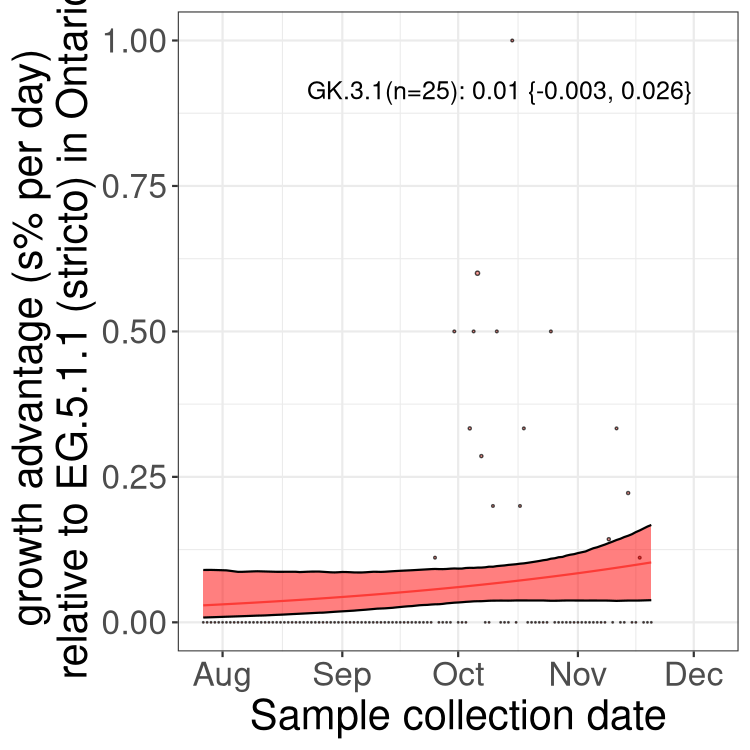 growth advantage (s% per day)
relative to EG.5.1.1 (stricto) in Ontario
1.00
0.75
0.50
0.25
0.00
GK.3.1(n=25): 0.01 {-0.003, 0.026}
Aug Sep Oct Nov Dec
Sample collection date